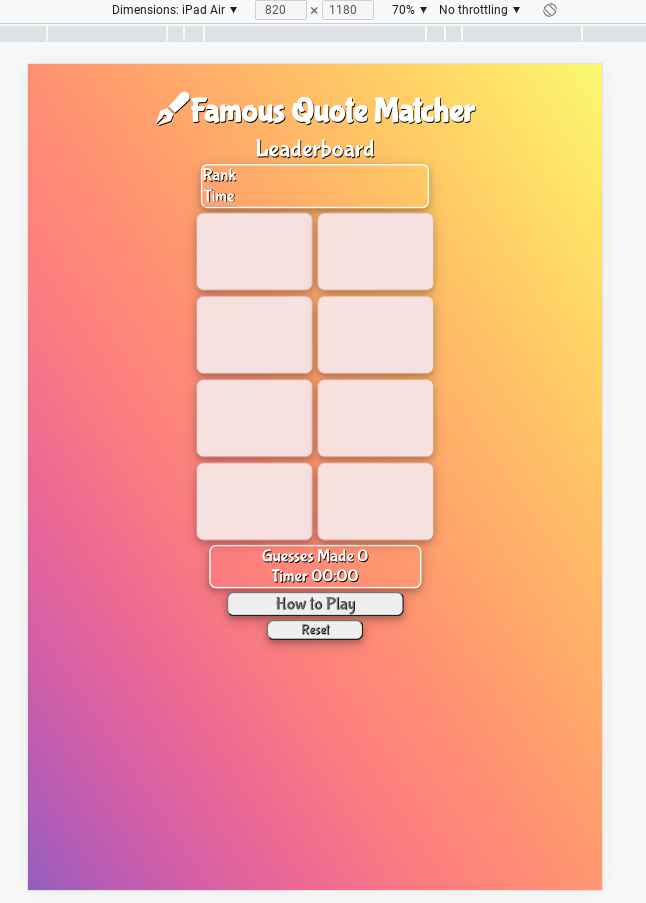 Dimensions: iPad Air ▼ 820 × 1180 70% ▼ No throttling ▼
Famous Quote Matcher
Leaderboard
Rank
Time
Guesses Made 0
Timer 00:00
How to Play
Reset